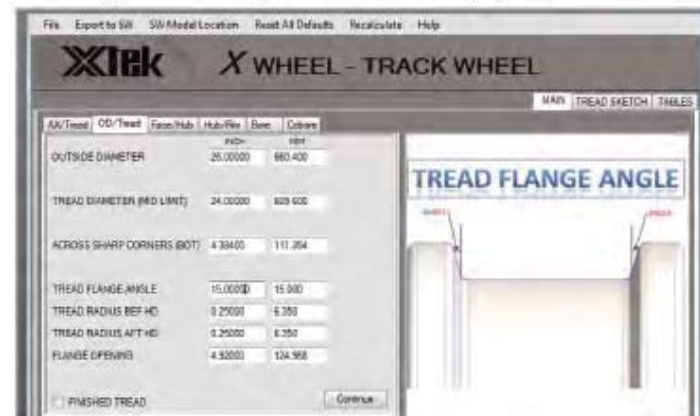 File Export to SW SW Model Location Reset All Defaults Recalculate Help
XTek X WHEEL - TRACK WHEEL
MAIN TREAD SKETCH TABLES
OD/Tread Face/Hub Hub/Rim Bore
INCH MM
OUTSIDE DIAMETER 26.00000 660.400
TREAD DIAMETER (MID LIMIT) 24.00000 609.600
ACROSS SHARP CORNERS (BOT) 4.38400 111.354
TREAD FLANGE ANGLE 15.00000 15.000
TREAD RADIUS BEF HD 0.25000 6.350
TREAD RADIUS AFT HD 0.25000 6.350
FLANGE OPENING 4.92000 124.968
FINISHED TREAD Continue
TREAD FLANGE ANGLE